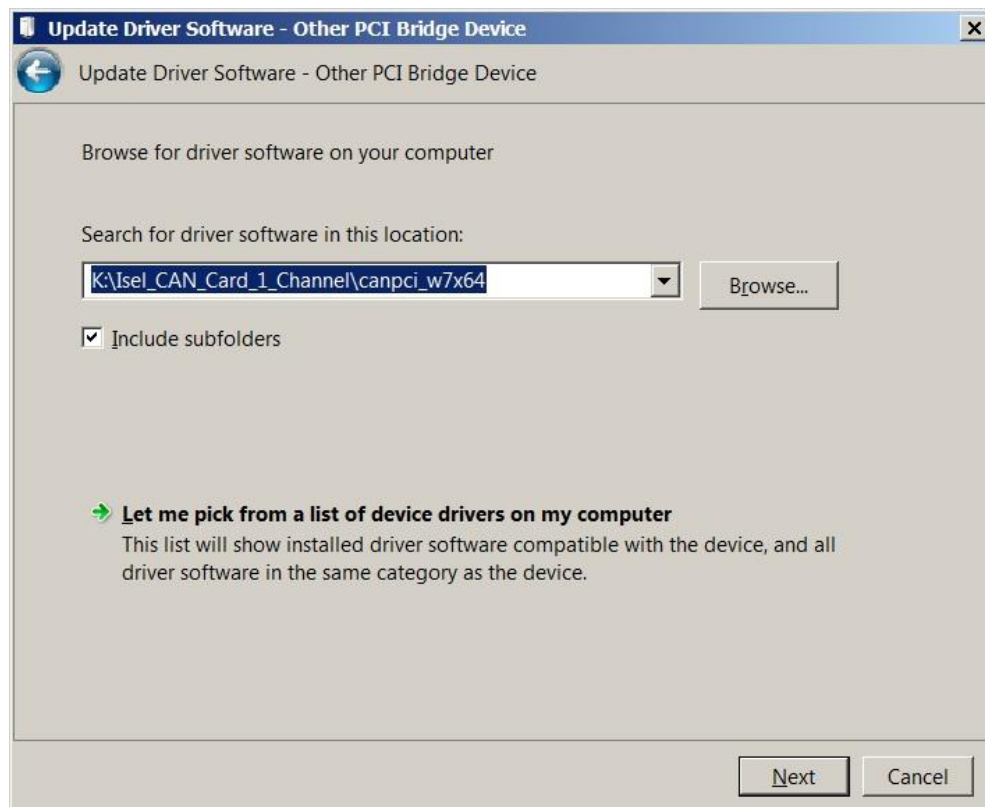 Update Driver Software - Other PCI Bridge Device
Update Driver Software - Other PCI Bridge Device
Browse for driver software on your computer
Search for driver software in this location:
K:\Isel_CAN_Card_1_Channel\canpci_w7x64
Browse...
Include subfolders
Let me pick from a list of device drivers on my computer
This list will show installed driver software compatible with the device, and all
driver software in the same category as the device.
Next
Cancel